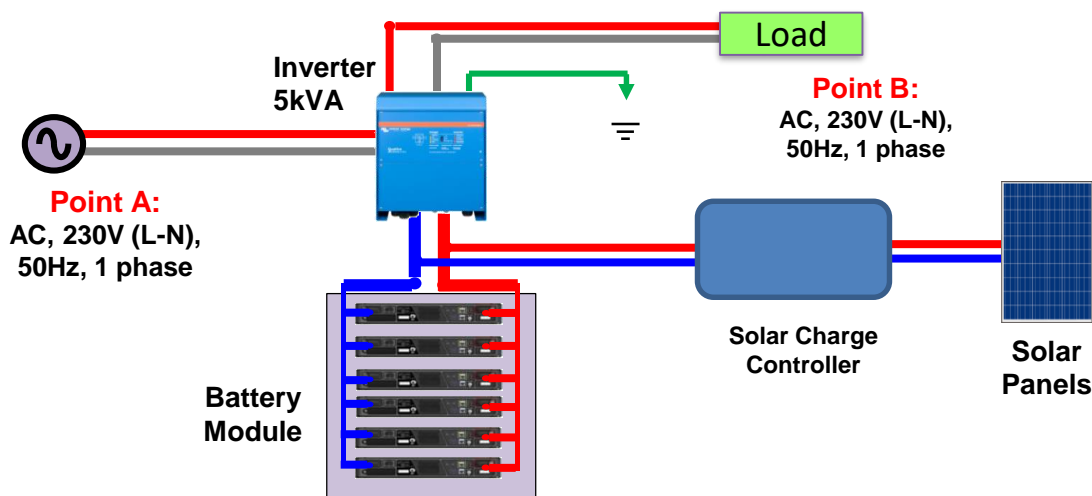 Load
Inverter
5kVA
Point B:
AC, 230V (L-N),
50Hz, 1 phase
Point A:
AC, 230V (L-N),
50Hz, 1 phase
Solar Charge
Controller
Solar
Panels
Battery
Module